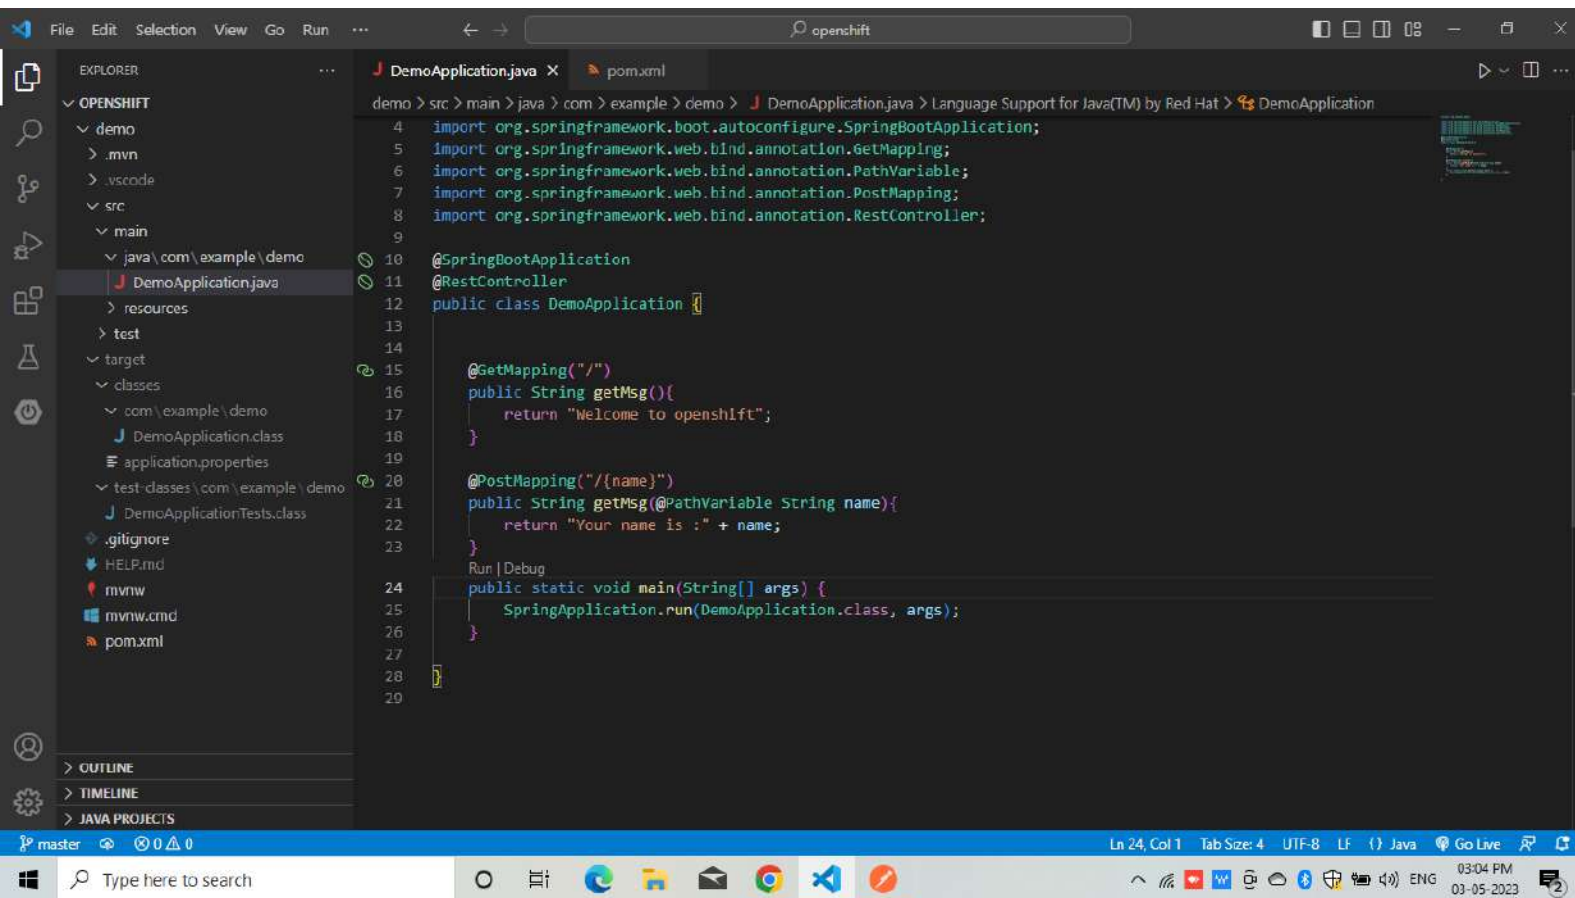 File Edit Selection View Go Run ···
openshift
EXPLORER ···
OPENSHIFT
demo
.mvn
.vscode
src
main
java\com\example\demo
J DemoApplication.java
resources
test
target
classes
com\example\demo
J DemoApplication.class
application.properties
test-classes\com\example\demo
J DemoApplicationTests.class
.gitignore
HELP.md
mvnw
mvnw.cmd
pom.xml
OUTLINE
TIMELINE
JAVA PROJECTS
J DemoApplication.java × pom.xml
demo > src > main > java > com > example > demo > J DemoApplication.java > Language Support for Java(TM) by Red Hat > DemoApplication
4 import org.springframework.boot.autoconfigure.SpringBootApplication;
5 import org.springframework.web.bind.annotation.GetMapping;
6 import org.springframework.web.bind.annotation.PathVariable;
7 import org.springframework.web.bind.annotation.PostMapping;
8 import org.springframework.web.bind.annotation.RestController;
9
10 @SpringBootApplication
11 @RestController
12 public class DemoApplication {
13
14
15 @GetMapping("/")
16 public String getMsg(){
17 return "Welcome to openshift";
18 }
19
20 @PostMapping("/{name}")
21 public String getMsg(@PathVariable String name){
22 return "Your name is :" + name;
23 }
Run | Debug
24 public static void main(String[] args) {
25 SpringApplication.run(DemoApplication.class, args);
26 }
27
28 }
29
master 0 0 Ln 24, Col 1 Tab Size: 4 UTF-8 LF {} Java Go Live
Type here to search
ENG 03:04 PM
03-05-2023 2